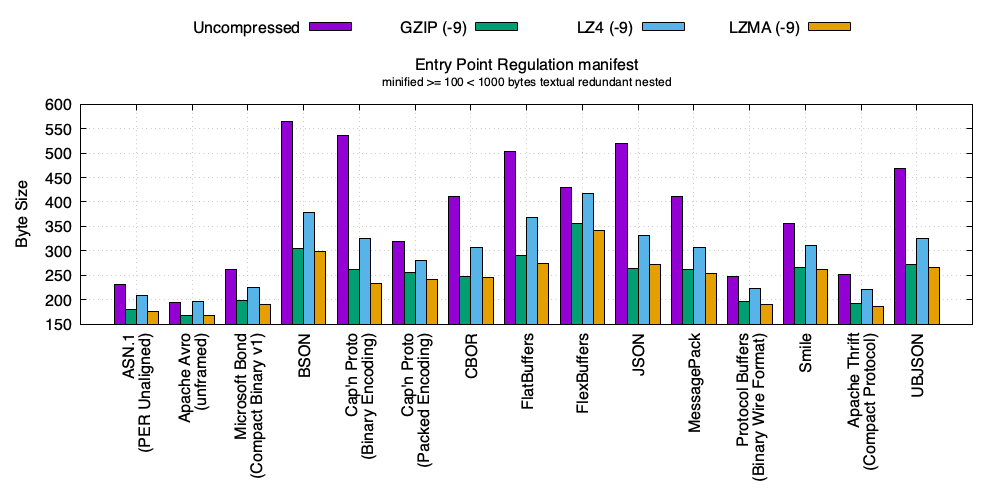 Uncompressed GZIP (-9) LZ4 (-9) LZMA (-9)
Entry Point Regulation manifest
minified >= 100 < 1000 bytes textual redundant nested
Byte Size
600
550
500
450
400
350
300
250
200
150
ASN.1
(PER Unaligned)
Apache Avro
(unframed)
Microsoft Bond
(Compact Binary v1)
BSON
Cap'n Proto
(Binary Encoding)
Cap'n Proto
(Packed Encoding)
CBOR
FlatBuffers
FlexBuffers
JSON
MessagePack
Protocol Buffers
(Binary Wire Format)
Smile
Apache Thrift
(Compact Protocol)
UBJSON